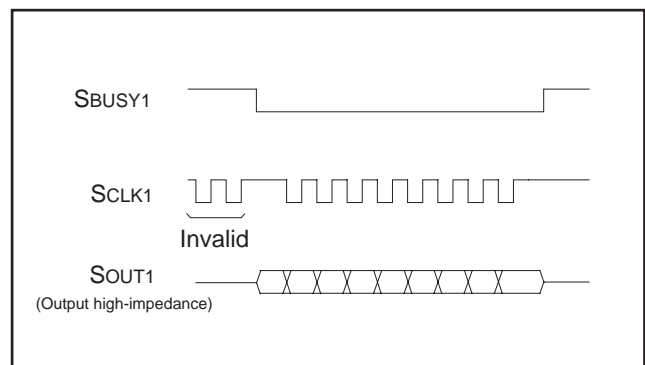 SBUSY1
SCLK1
Invalid
SOUT1
(Output high-impedance)